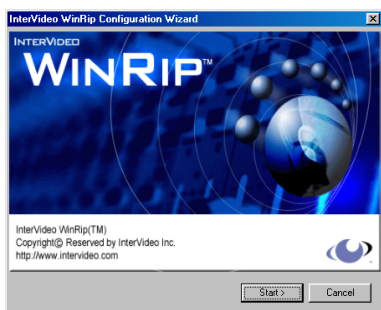 InterVideo WinRip Configuration Wizard
INTERVIDEO
WINRIP™
InterVideo WinRip(TM)
Copyright© Reserved by InterVideo Inc.
http://www.intervideo.com
Start >
Cancel